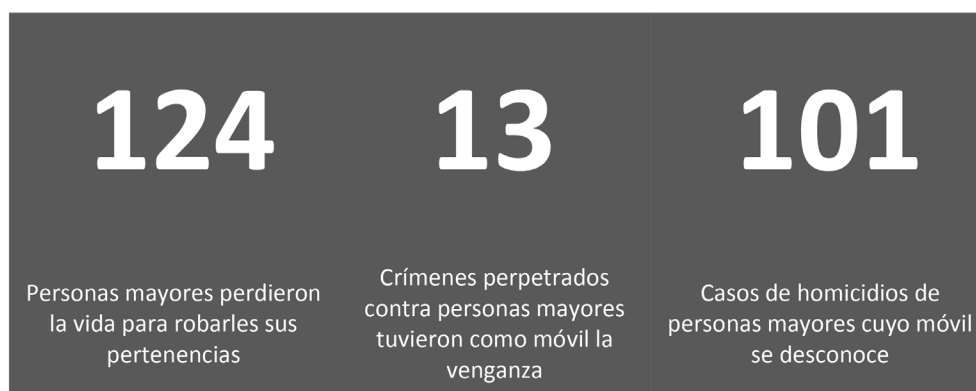 124
Personas mayores perdieron
la vida para robarles sus
pertenencias
13
Crímenes perpetrados
contra personas mayores
tuvieron como móvil la
venganza
101
Casos de homicidios de
personas mayores cuyo móvil
se desconoce